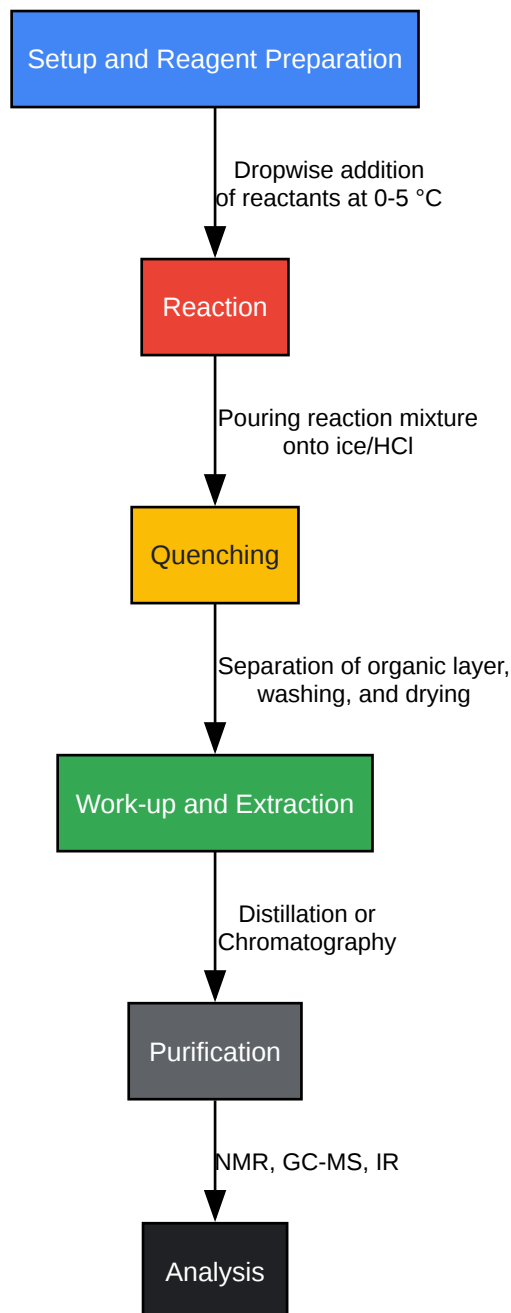 Setup and Reagent Preparation
Dropwise addition
of reactants at 0-5 °C
Reaction
Pouring reaction mixture
onto ice/HCl
Quenching
Separation of organic layer,
washing, and drying
Work-up and Extraction
Distillation or
Chromatography
Purification
NMR, GC-MS, IR
Analysis